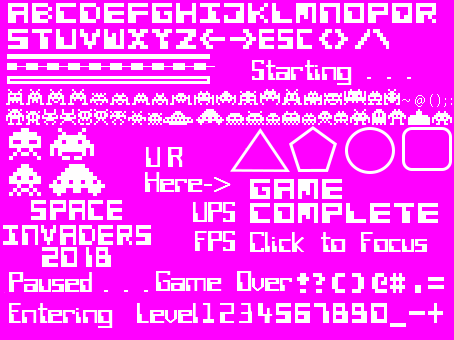 ABCDEFGHIJKLMNOPQR
STUVWXYZ<->ESC<>/\
Starting . . .
~@();:
UR
Here->
GAME
COMPLETE
SPACE
INVADERS
2018
UPS
FPS Click to Focus
Paused . . . Game Over!?()@#.,=
Entering Level1234567890_-+